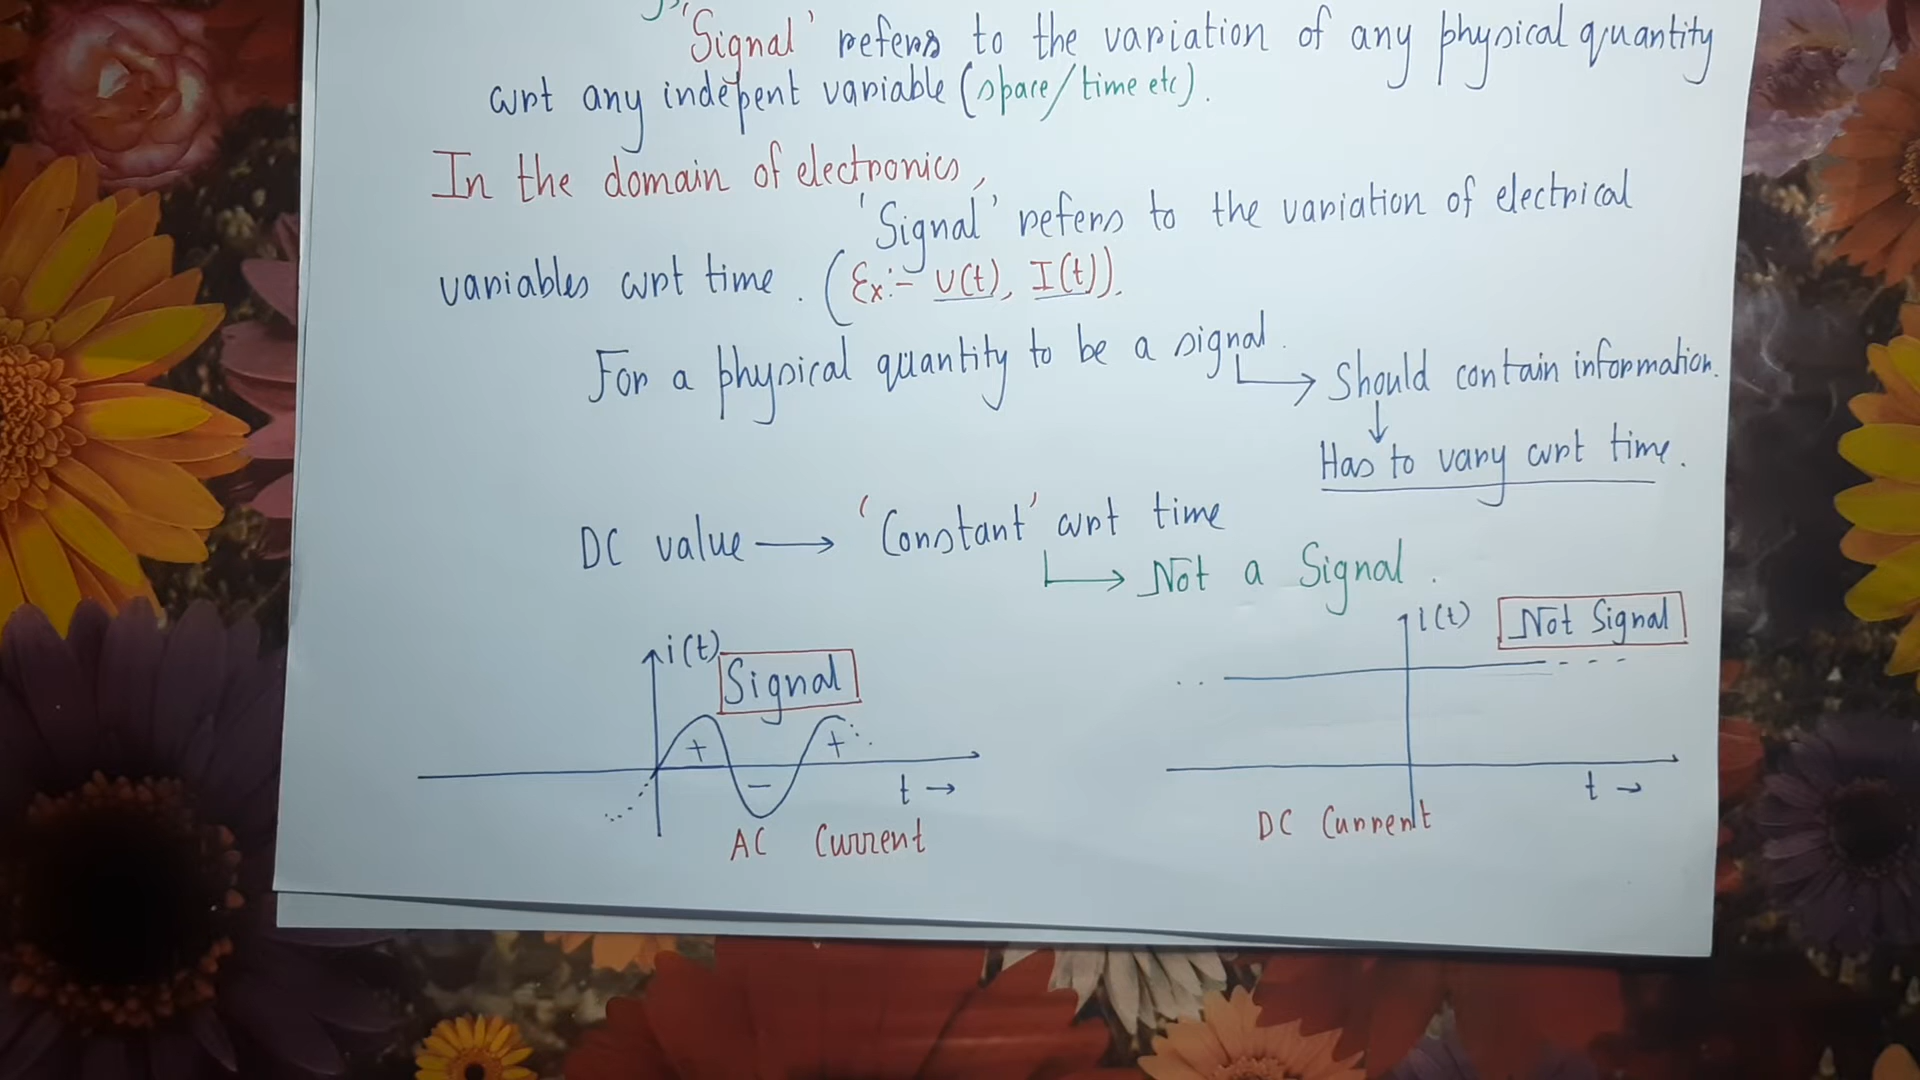 'Signal' refers to the variation of any physical quantity
wrt any indepent variable (space/time etc).
In the domain of electronics,
'Signal' refers to the variation of electrical
variables wrt time. (Ex:- v(t), I(t)).
For a physical quantity to be a signal.
→ Should contain information.
↓
Has to vary wrt time.
DC value → 'Constant' wrt time
→ Not a Signal.
i(t)
Signal
+ − +
t →
AC Current
i(t)
Not Signal
t →
DC Current